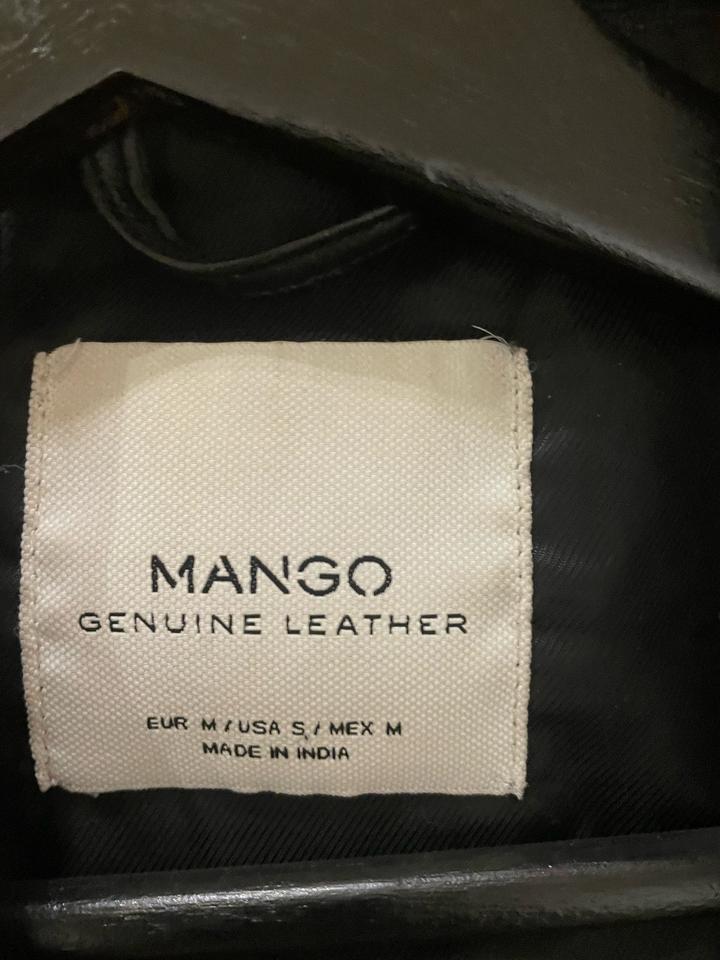 MANGO
GENUINE LEATHER
EUR M / USA S / MEX M
MADE IN INDIA